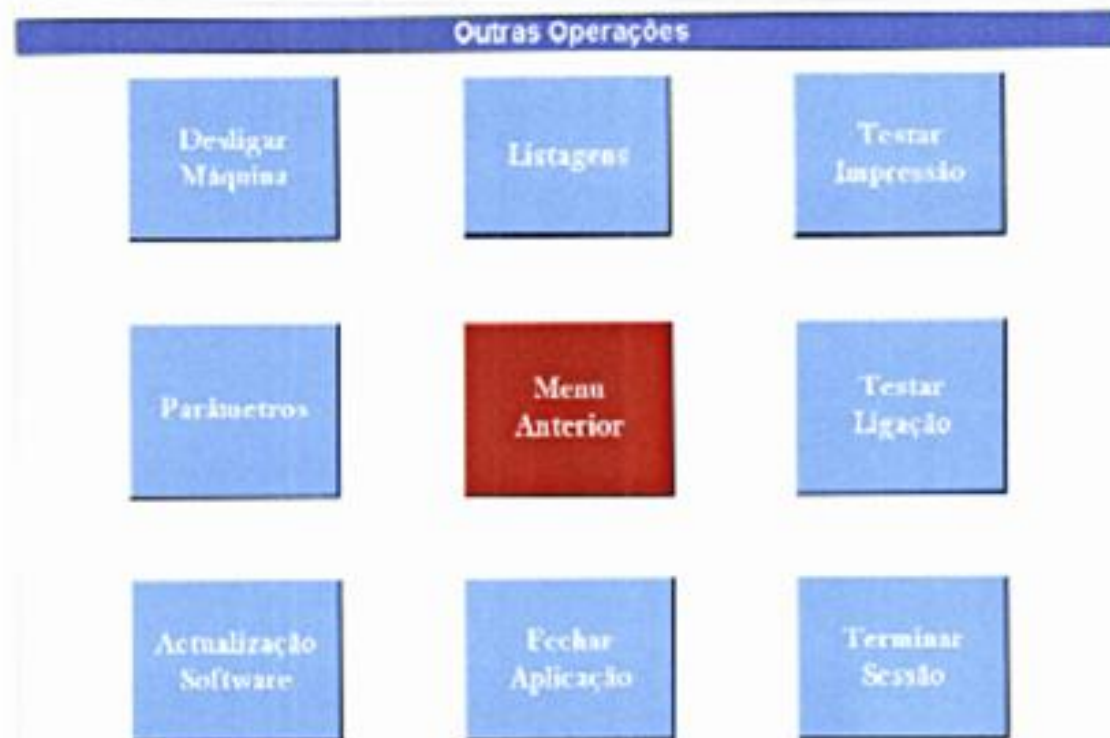 Outras Operações
Desligar
Máquina
Listagens
Testar
Impressão
Parâmetros
Menu
Anterior
Testar
Ligação
Actualização
Software
Fechar
Aplicação
Terminar
Sessão